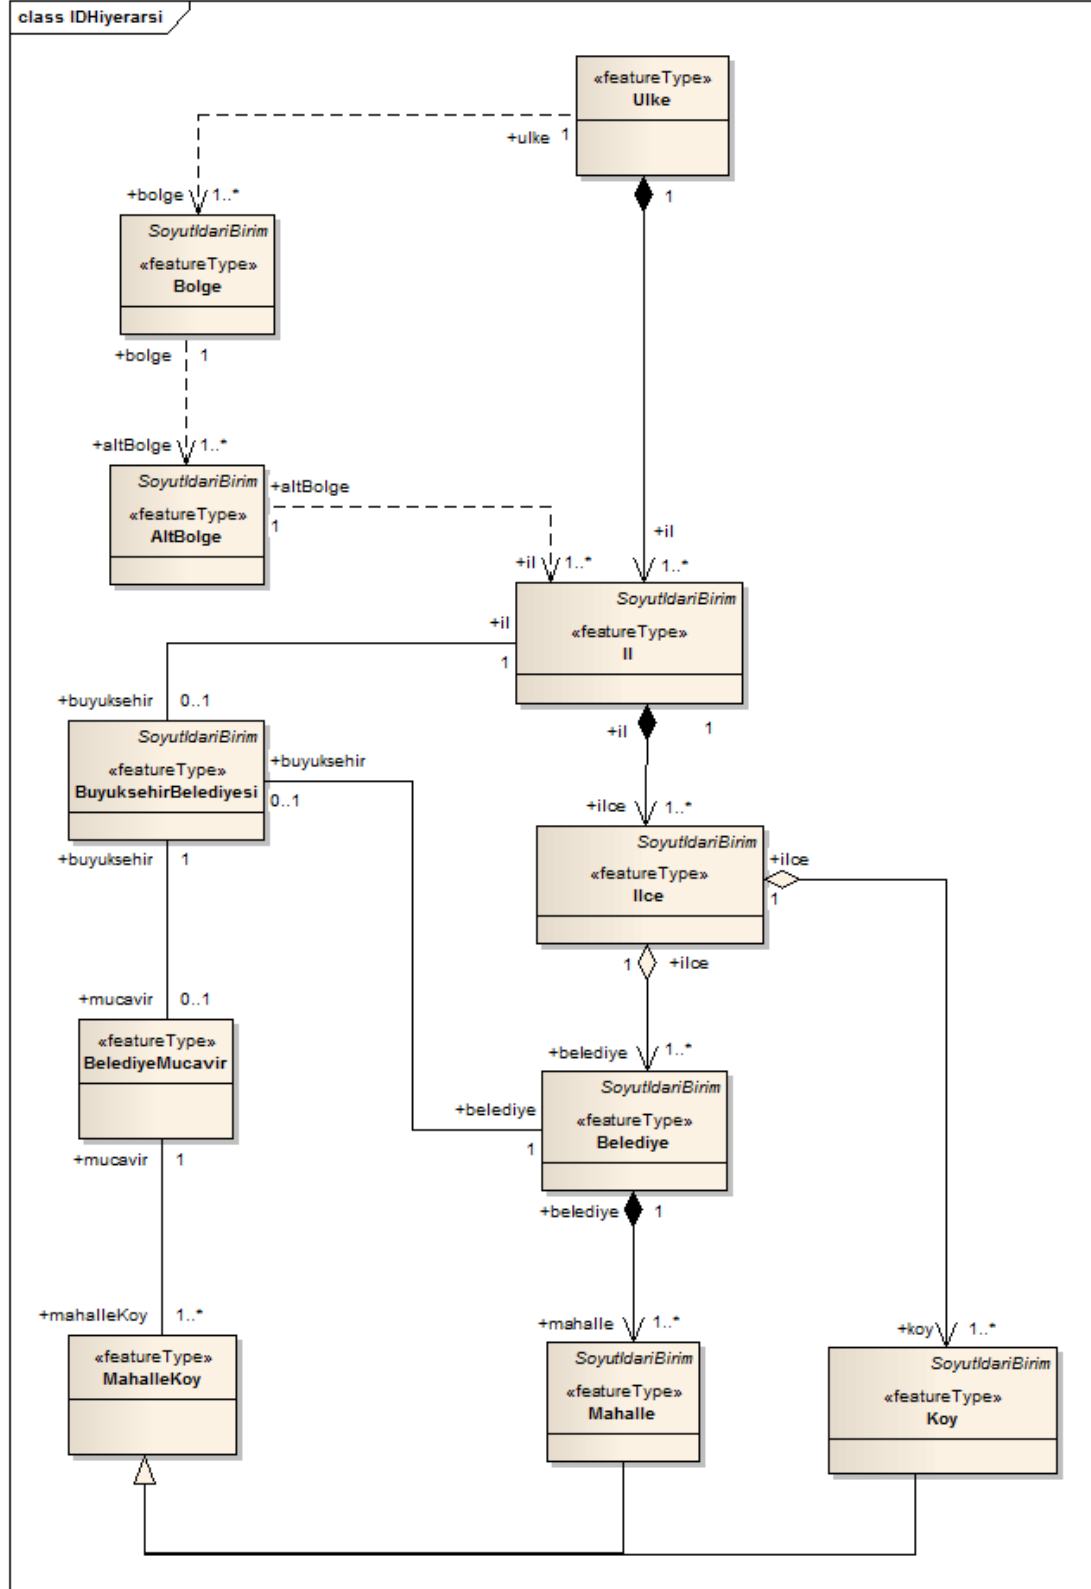 class IDHiyerarsi
«featureType»
Ulke
+ulke 1
1
+bolge 1..*
SoyutIdariBirim
«featureType»
Bolge
+bolge 1
+altBolge 1..*
SoyutIdariBirim
«featureType»
AltBolge
+altBolge
1
+il
+il 1..*
1..*
SoyutIdariBirim
«featureType»
Il
+il
1
+buyuksehir 0..1
+il 1
SoyutIdariBirim
«featureType»
BuyuksehirBelediyesi
+buyuksehir
0..1
+buyuksehir 1
+ilce 1..*
SoyutIdariBirim
«featureType»
Ilce
+ilce
1
1 +ilce
+mucavir 0..1
«featureType»
BelediyeMucavir
+mucavir 1
+belediye 1..*
SoyutIdariBirim
«featureType»
Belediye
+belediye
1
+belediye 1
+mahalleKoy 1..*
«featureType»
MahalleKoy
+mahalle 1..*
SoyutIdariBirim
«featureType»
Mahalle
+koy 1..*
SoyutIdariBirim
«featureType»
Koy